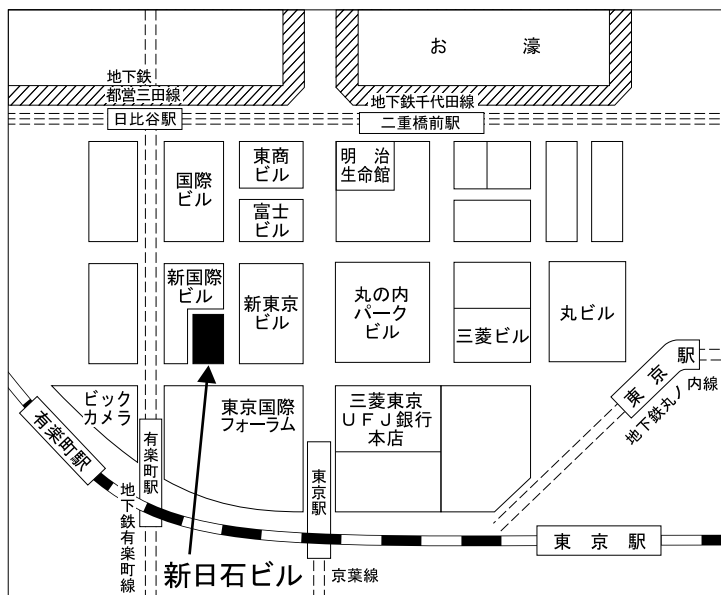 お　濠
地下鉄
都営三田線
日比谷駅
地下鉄千代田線
二重橋前駅
国際
ビル
東商
ビル
富士
ビル
明治
生命館
新国際
ビル
新東京
ビル
丸の内
パーク
ビル
三菱ビル
丸ビル
ビック
カメラ
東京国際
フォーラム
三菱東京
ＵＦＪ銀行
本店
東京駅
地下鉄丸ノ内線
有楽町駅
有楽町駅
地下鉄有楽町線
東京駅
京葉線
東京駅
新日石ビル